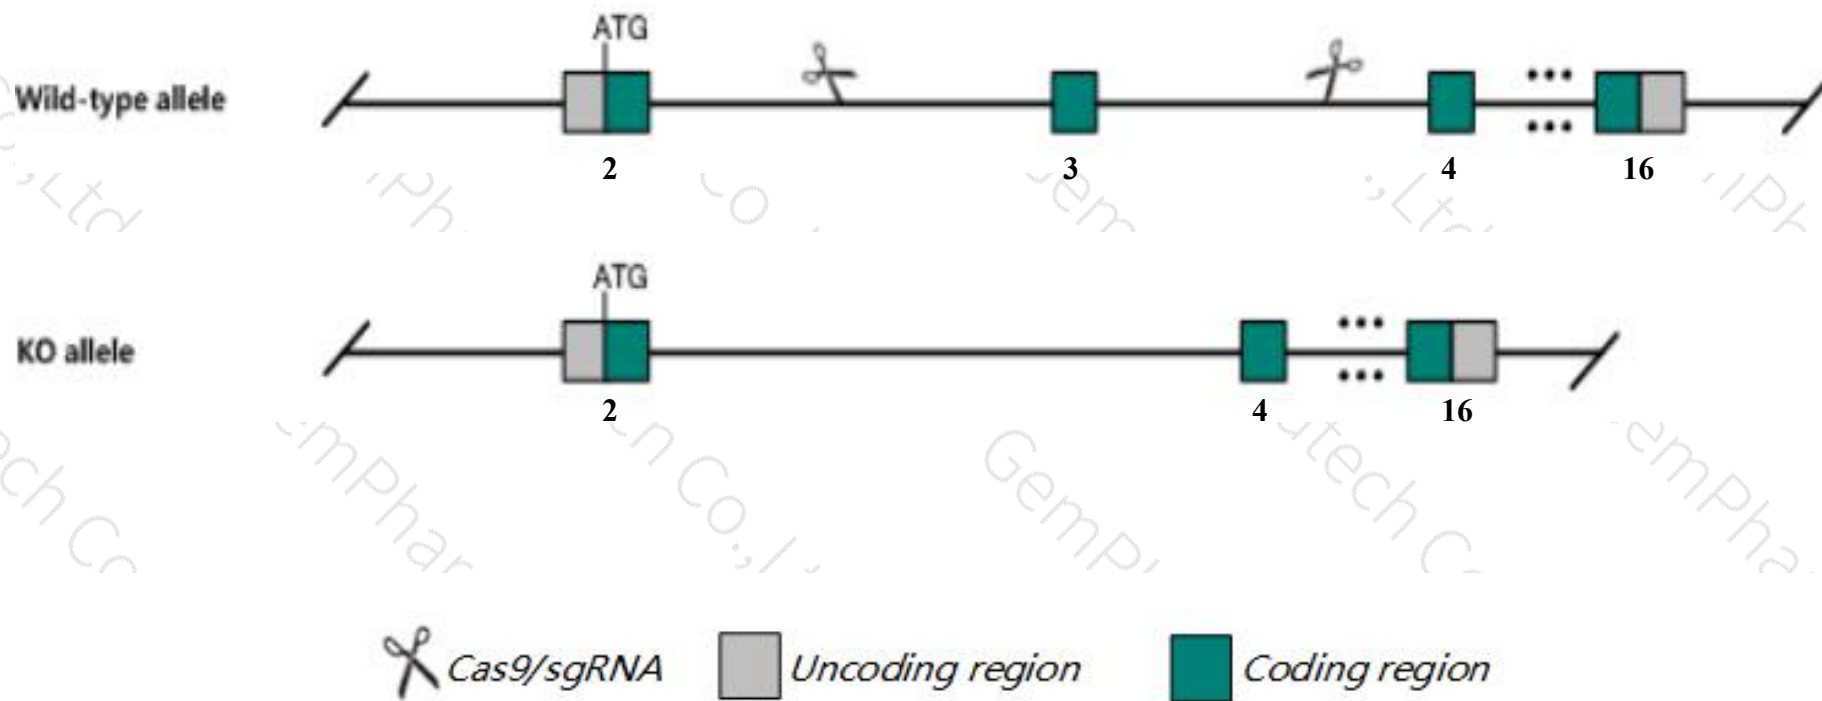 ATG
Wild-type allele
2 3 4 16
ATG
KO allele
2 4 16
Cas9/sgRNA Uncoding region Coding region